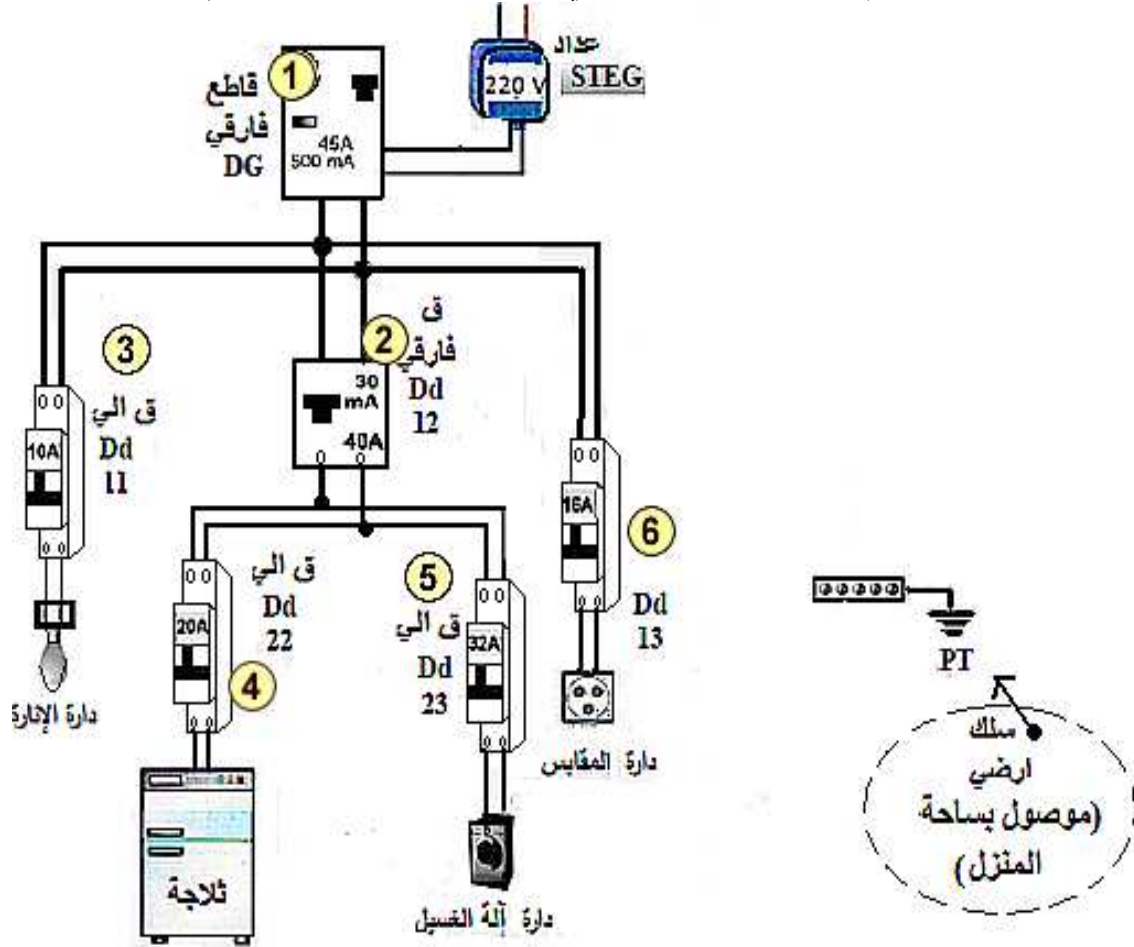 عداد
STEG
220 V
1
قاطع
فارقي
DG
45A
500 mA
2
ق
فارقي
Dd
12
30
mA
40A
3
ق الي
Dd
11
10A
دارة الإنارة
ق الي
Dd
22
20A
4
ثلاجة
5
ق الي
Dd
23
32A
دارة آلة الغسيل
6
16A
Dd
13
دارة المقابس
PT
سلك
ارضي
(موصول بساحة
المنزل)